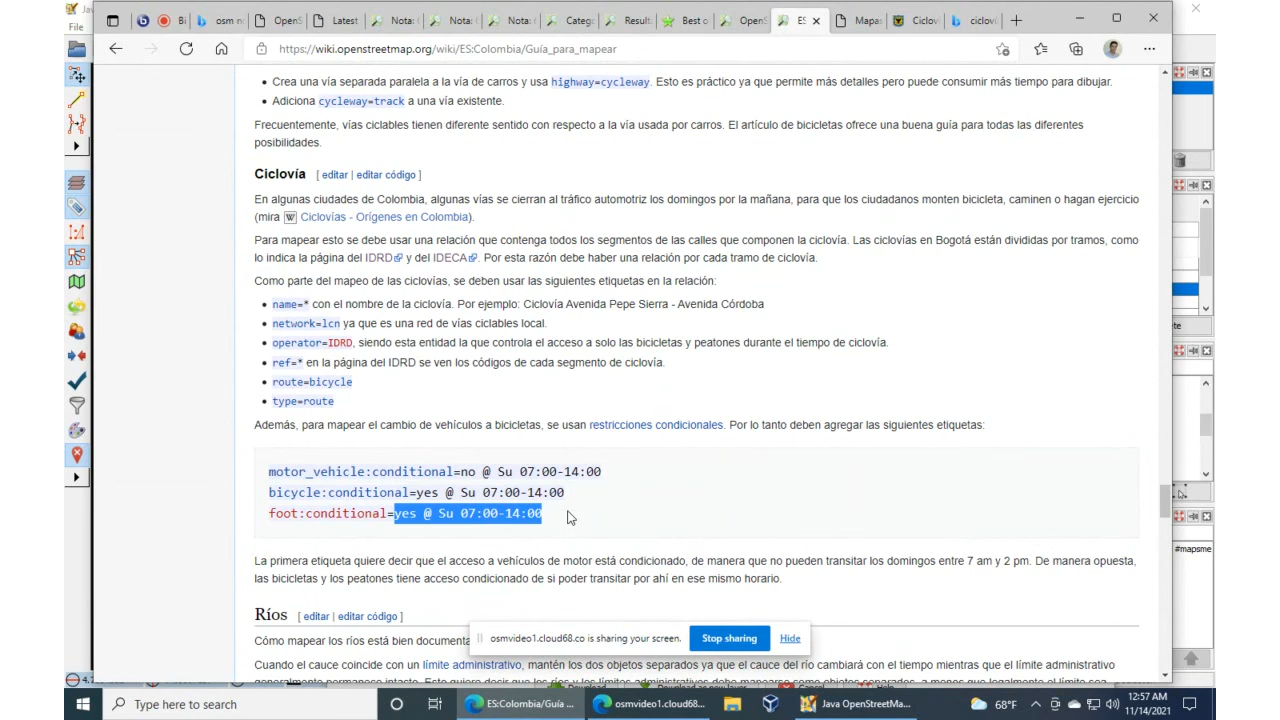 Ja
File
Bi
osm n
OpenS
Latest
Nota:
Nota:
Nota:
Categ
Result
Best o
OpenS
ES
Mapa
Ciclov
ciclov
https://wiki.openstreetmap.org/wiki/ES:Colombia/Guía_para_mapear
Crea una vía separada paralela a la vía de carros y usa highway=cycleway. Esto es práctico ya que permite más detalles pero puede consumir más tiempo para dibujar.
Adiciona cycleway=track a una vía existente.
Frecuentemente, vías ciclables tienen diferente sentido con respecto a la vía usada por carros. El artículo de bicicletas ofrece una buena guía para todas las diferentes
posibilidades.
Ciclovía [ editar | editar código ]
En algunas ciudades de Colombia, algunas vías se cierran al tráfico automotriz los domingos por la mañana, para que los ciudadanos monten bicicleta, caminen o hagan ejercicio
(mira W Ciclovías - Orígenes en Colombia).
Para mapear esto se debe usar una relación que contenga todos los segmentos de las calles que componen la ciclovía. Las ciclovías en Bogotá están divididas por tramos, como
lo indica la página del IDRD y del IDECA. Por esta razón debe haber una relación por cada tramo de ciclovía.
Como parte del mapeo de las ciclovías, se deben usar las siguientes etiquetas en la relación:
name=* con el nombre de la ciclovía. Por ejemplo: Ciclovía Avenida Pepe Sierra - Avenida Córdoba
network=lcn ya que es una red de vías ciclables local.
operator=IDRD, siendo esta entidad la que controla el acceso a solo las bicicletas y peatones durante el tiempo de ciclovía.
ref=* en la página del IDRD se ven los códigos de cada segmento de ciclovía.
route=bicycle
type=route
Además, para mapear el cambio de vehículos a bicicletas, se usan restricciones condicionales. Por lo tanto deben agregar las siguientes etiquetas:
motor_vehicle:conditional=no @ Su 07:00-14:00
bicycle:conditional=yes @ Su 07:00-14:00
foot:conditional=yes @ Su 07:00-14:00
te
#mapsme
La primera etiqueta quiere decir que el acceso a vehículos de motor está condicionado, de manera que no pueden transitar los domingos entre 7 am y 2 pm. De manera opuesta,
las bicicletas y los peatones tiene acceso condicionado de si poder transitar por ahí en ese mismo horario.
Ríos [ editar | editar código ]
Cómo mapear los ríos está bien documenta
osmvideo1.cloud68.co is sharing your screen.
Stop sharing
Hide
Cuando el cauce coincide con un límite administrativo, mantén los dos objetos separados ya que el cauce del río cambiará con el tiempo mientras que el límite administrativo
Type here to search
ES:Colombia/Guía ...
osmvideo1.cloud68...
Java OpenStreetMa...
68°F
12:57 AM
11/14/2021